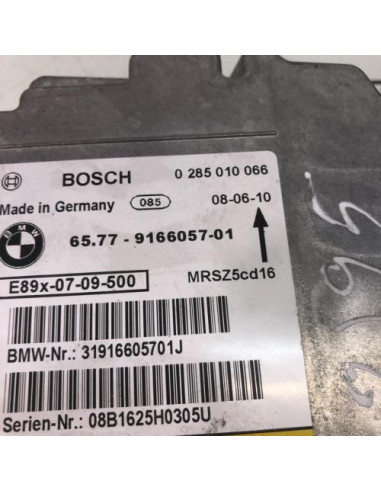 BOSCH 0 285 010 066
Made in Germany 085 08-06-10
BMW 65.77 - 9166057-01
E89x-07-09-500 MRSZ5cd16
BMW-Nr.: 31916605701J
Serien-Nr.: 08B1625H0305U